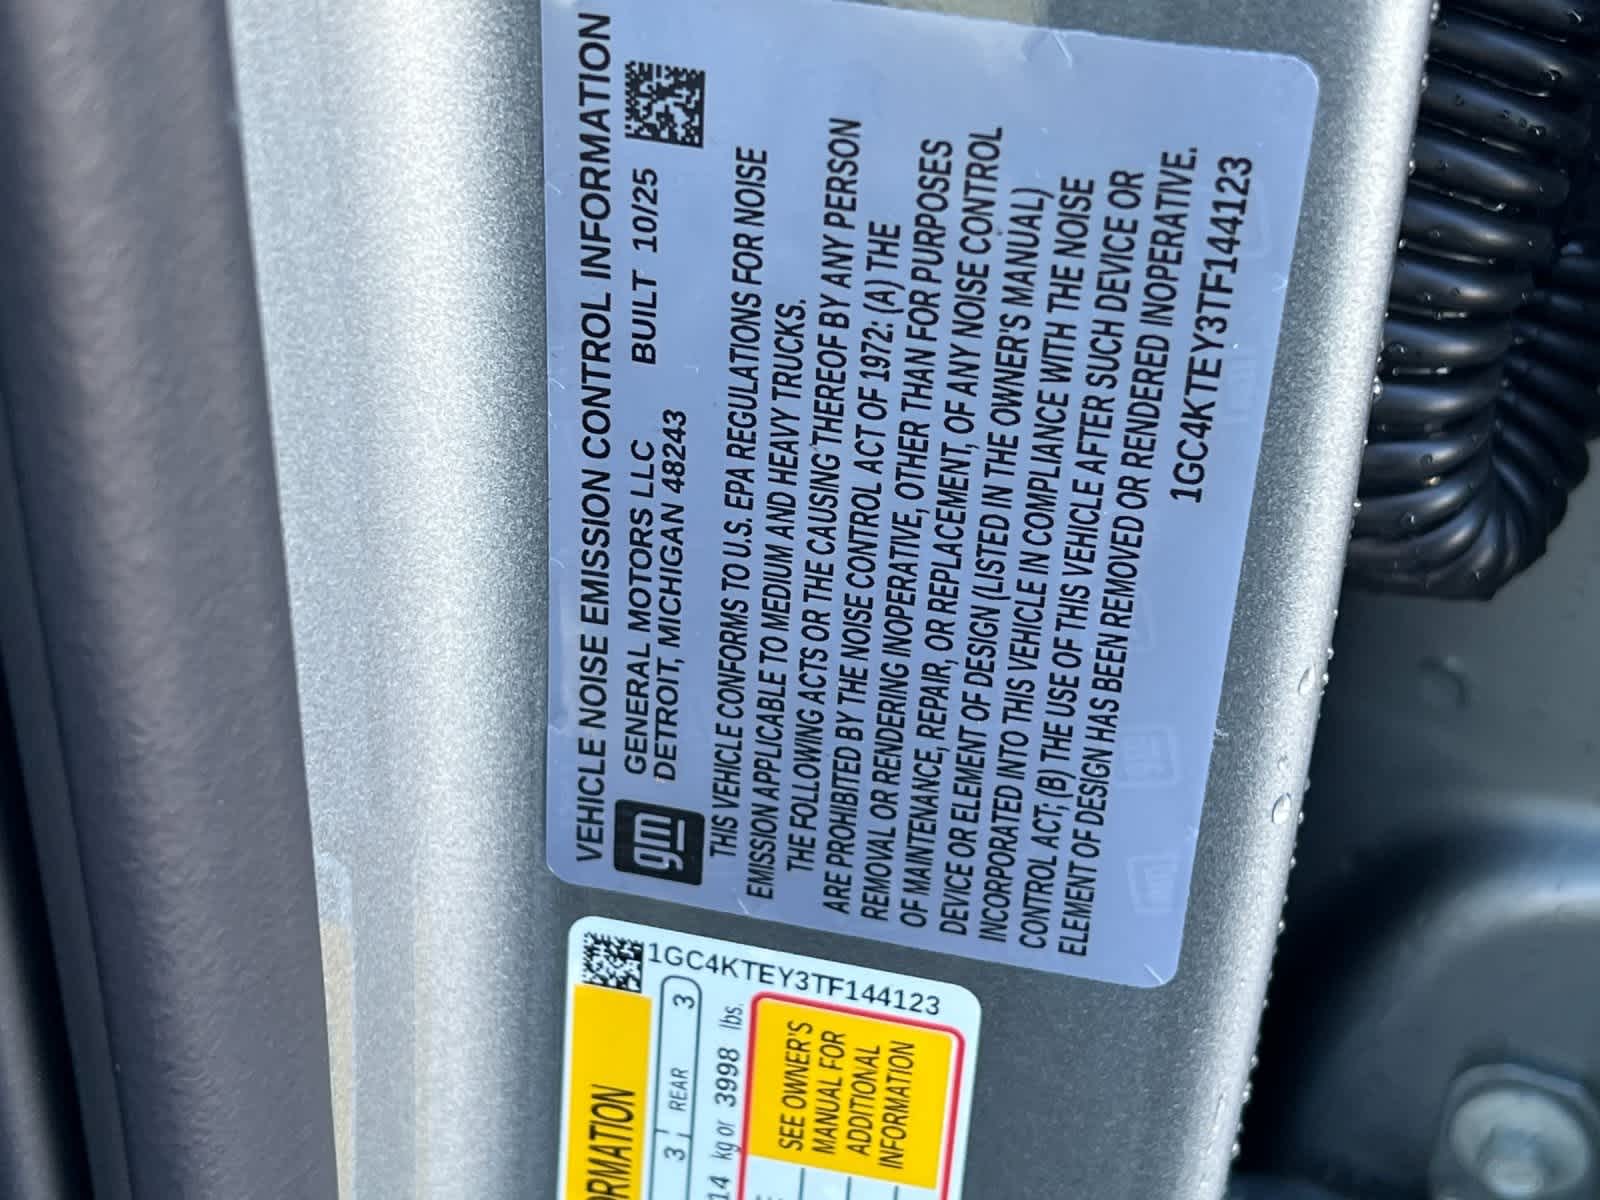 VEHICLE NOISE EMISSION CONTROL INFORMATION
gm
GENERAL MOTORS LLC BUILT 10/25
DETROIT, MICHIGAN 48243
THIS VEHICLE CONFORMS TO U.S. EPA REGULATIONS FOR NOISE
EMISSION APPLICABLE TO MEDIUM AND HEAVY TRUCKS.
THE FOLLOWING ACTS OR THE CAUSING THEREOF BY ANY PERSON
ARE PROHIBITED BY THE NOISE CONTROL ACT OF 1972: (A) THE
REMOVAL OR RENDERING INOPERATIVE, OTHER THAN FOR PURPOSES
OF MAINTENANCE, REPAIR, OR REPLACEMENT, OF ANY NOISE CONTROL
DEVICE OR ELEMENT OF DESIGN (LISTED IN THE OWNER'S MANUAL)
INCORPORATED INTO THIS VEHICLE IN COMPLIANCE WITH THE NOISE
CONTROL ACT; (B) THE USE OF THIS VEHICLE AFTER SUCH DEVICE OR
ELEMENT OF DESIGN HAS BEEN REMOVED OR RENDERED INOPERATIVE.
1GC4KTEY3TF144123
1GC4KTEY3TF144123
ORMATION
3 REAR 3
14 kg or 3998 lbs.
SEE OWNER'S
MANUAL FOR
ADDITIONAL
INFORMATION